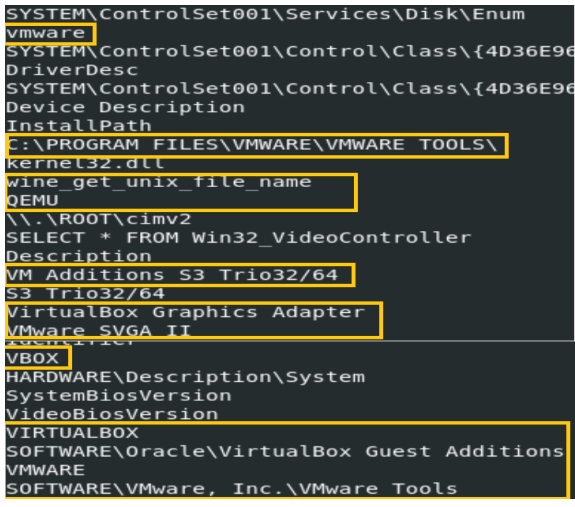 SYSTEM\ControlSet001\Services\Disk\Enum
vmware
SYSTEM\ControlSet001\Control\Class\{4D36E96
DriverDesc
SYSTEM\ControlSet001\Control\Class\{4D36E96
Device Description
InstallPath
C:\PROGRAM FILES\VMWARE\VMWARE TOOLS\
kernel32.dll
wine_get_unix_file_name
QEMU
\\.\ROOT\cimv2
SELECT * FROM Win32_VideoController
Description
VM Additions S3 Trio32/64
S3 Trio32/64
VirtualBox Graphics Adapter
VMware SVGA II
Identifier
VBOX
HARDWARE\Description\System
SystemBiosVersion
VideoBiosVersion
VIRTUALBOX
SOFTWARE\Oracle\VirtualBox Guest Additions
VMWARE
SOFTWARE\VMware, Inc.\VMware Tools